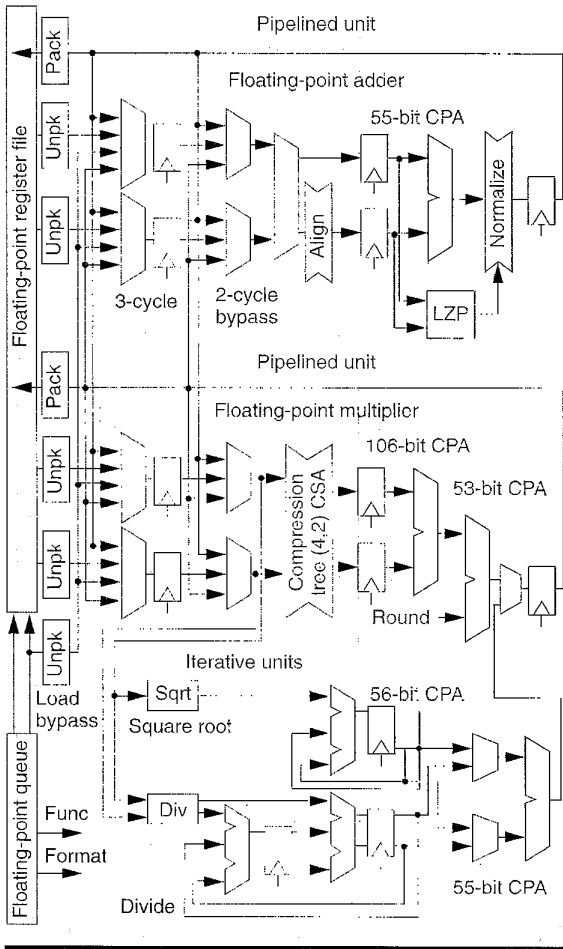 Pipelined unit
Pack
Floating-point adder
55-bit CPA
Unpk
Unpk
Floating-point register file
Align
Normalize
3-cycle
2-cycle
bypass
LZP
Pipelined unit
Pack
Floating-point multiplier
106-bit CPA
Unpk
53-bit CPA
Compression
tree (4,2) CSA
Unpk
Round
Unpk
Iterative units
Load
bypass
Sqrt
Square root
56-bit CPA
Floating-point queue
Div
Func
Format
Divide
55-bit CPA